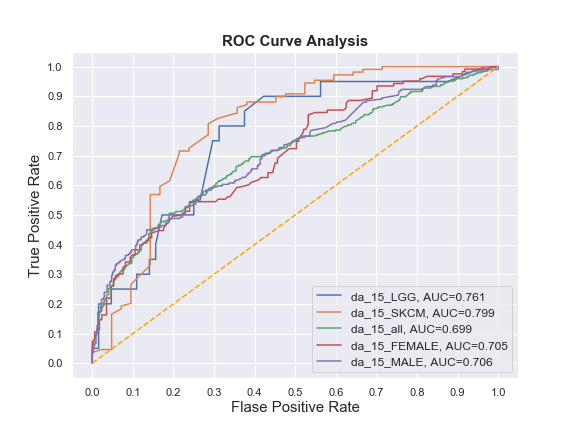 ROC Curve Analysis
1.0
0.9
0.8
0.7
0.6
0.5
0.4
0.3
0.2
0.1
0.0
True Positive Rate
da_15_LGG, AUC=0.761
da_15_SKCM, AUC=0.799
da_15_all, AUC=0.699
da_15_FEMALE, AUC=0.705
da_15_MALE, AUC=0.706
0.0 0.1 0.2 0.3 0.4 0.5 0.6 0.7 0.8 0.9 1.0
Flase Positive Rate